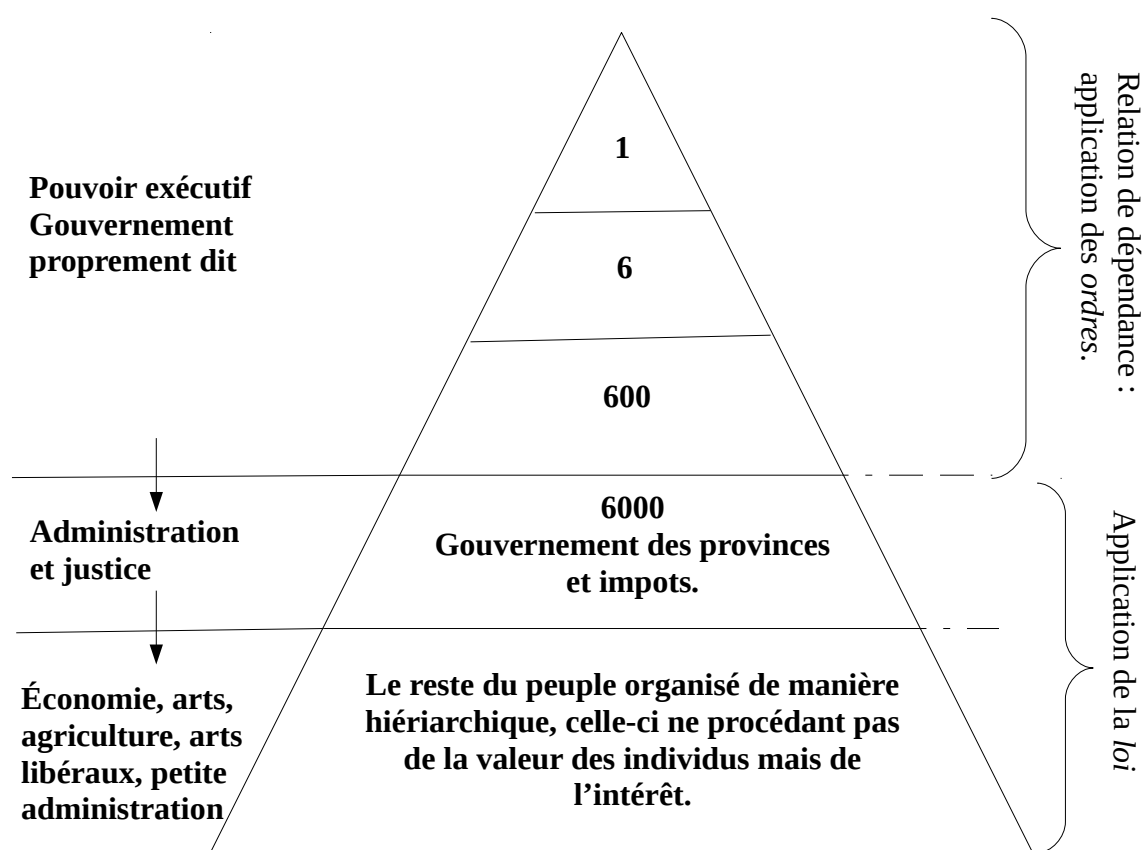 Pouvoir exécutif
Gouvernement
proprement dit
1
6
600
Relation de dépendance :
application des ordres.
Administration
et justice
6000
Gouvernement des provinces
et impots.
Économie, arts,
agriculture, arts
libéraux, petite
administration
Le reste du peuple organisé de manière
hiériarchique, celle-ci ne procédant pas
de la valeur des individus mais de
l’intérêt.
Application de la loi